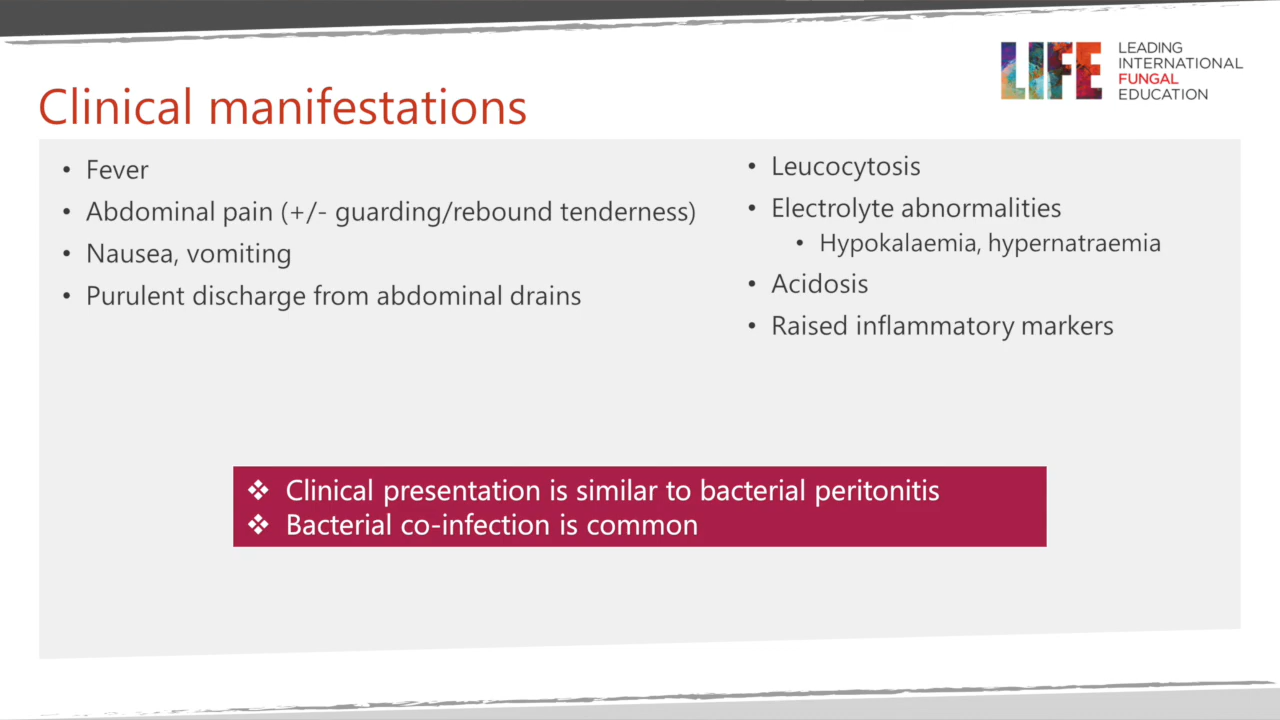 LIFE
LEADING
INTERNATIONAL
FUNGAL
EDUCATION
Clinical manifestations
• Fever
• Abdominal pain (+/- guarding/rebound tenderness)
• Nausea, vomiting
• Purulent discharge from abdominal drains
• Leucocytosis
• Electrolyte abnormalities
• Hypokalaemia, hypernatraemia
• Acidosis
• Raised inflammatory markers
❖ Clinical presentation is similar to bacterial peritonitis
❖ Bacterial co-infection is common